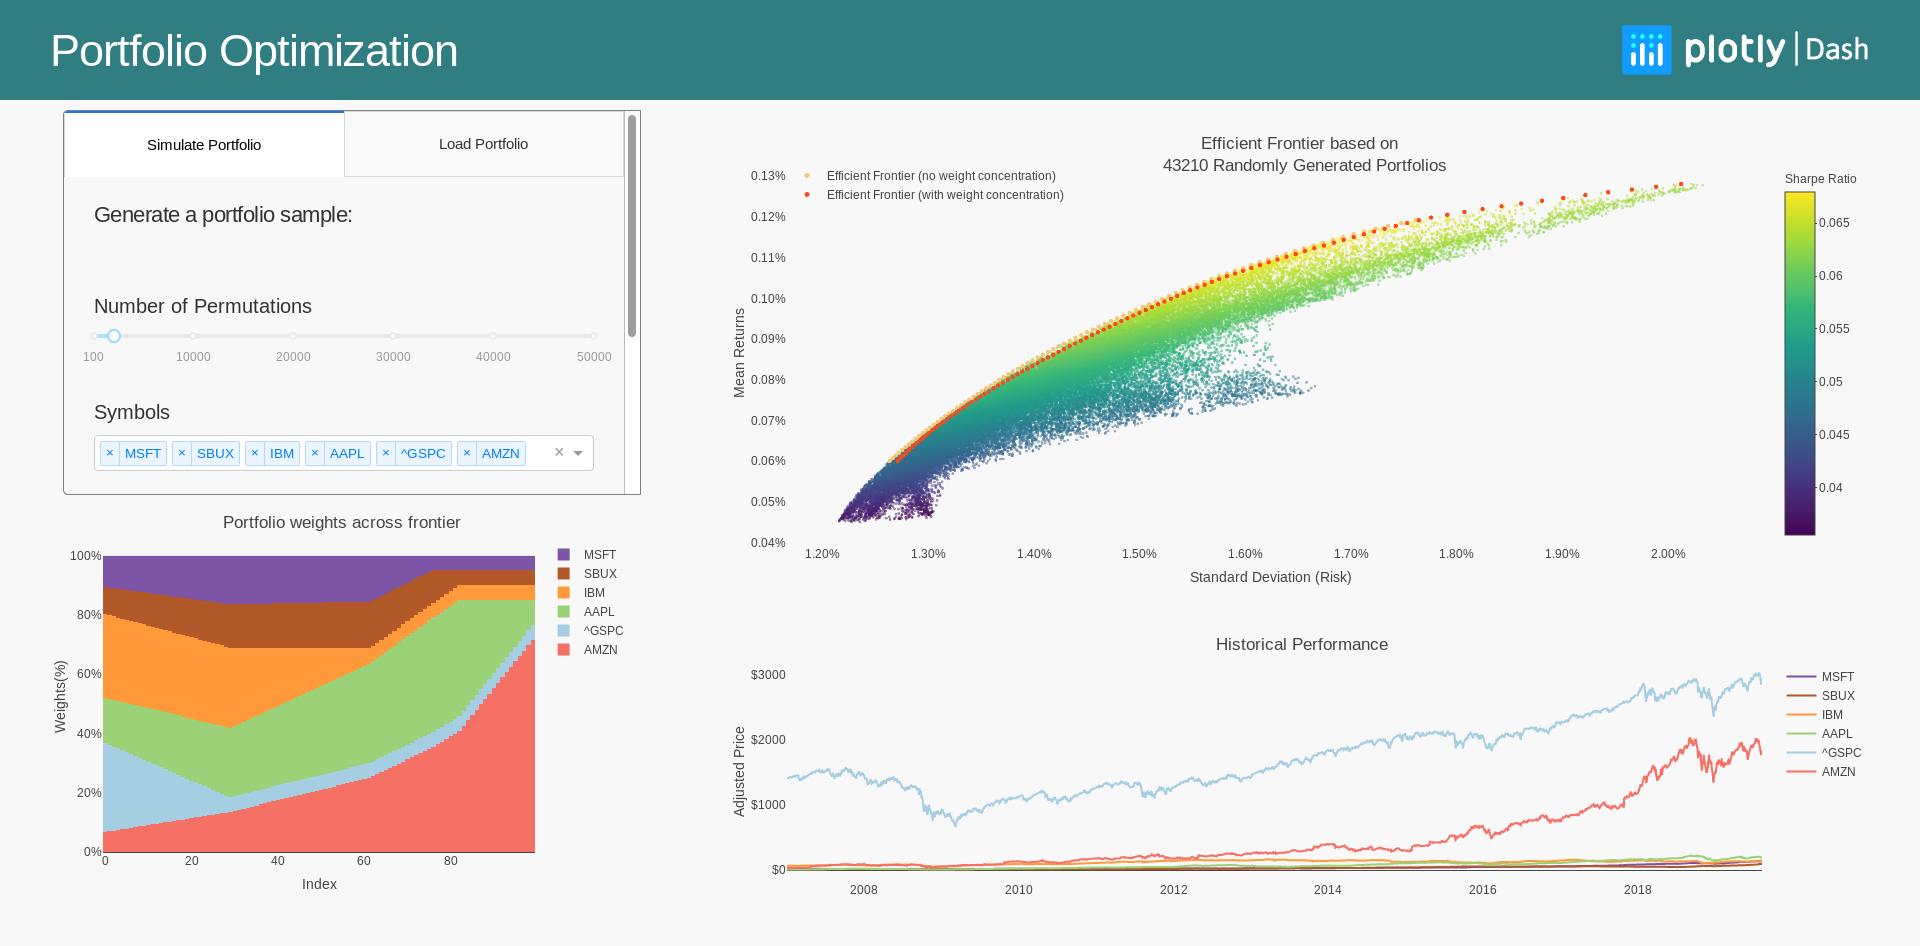 Portfolio Optimization
plotly | Dash
Simulate Portfolio
Load Portfolio
Generate a portfolio sample:
Number of Permutations
100 10000 20000 30000 40000 50000
Symbols
× MSFT × SBUX × IBM × AAPL × ^GSPC × AMZN ×
Portfolio weights across frontier
100%
80%
60%
40%
20%
0%
Weights(%)
0 20 40 60 80
Index
MSFT
SBUX
IBM
AAPL
^GSPC
AMZN
Efficient Frontier based on
43210 Randomly Generated Portfolios
Efficient Frontier (no weight concentration)
Efficient Frontier (with weight concentration)
0.13%
0.12%
0.11%
0.10%
0.09%
0.08%
0.07%
0.06%
0.05%
0.04%
Mean Returns
1.20% 1.30% 1.40% 1.50% 1.60% 1.70% 1.80% 1.90% 2.00%
Standard Deviation (Risk)
Sharpe Ratio
0.065
0.06
0.055
0.05
0.045
0.04
Historical Performance
$3000
$2000
$1000
$0
Adjusted Price
2008 2010 2012 2014 2016 2018
MSFT
SBUX
IBM
AAPL
^GSPC
AMZN